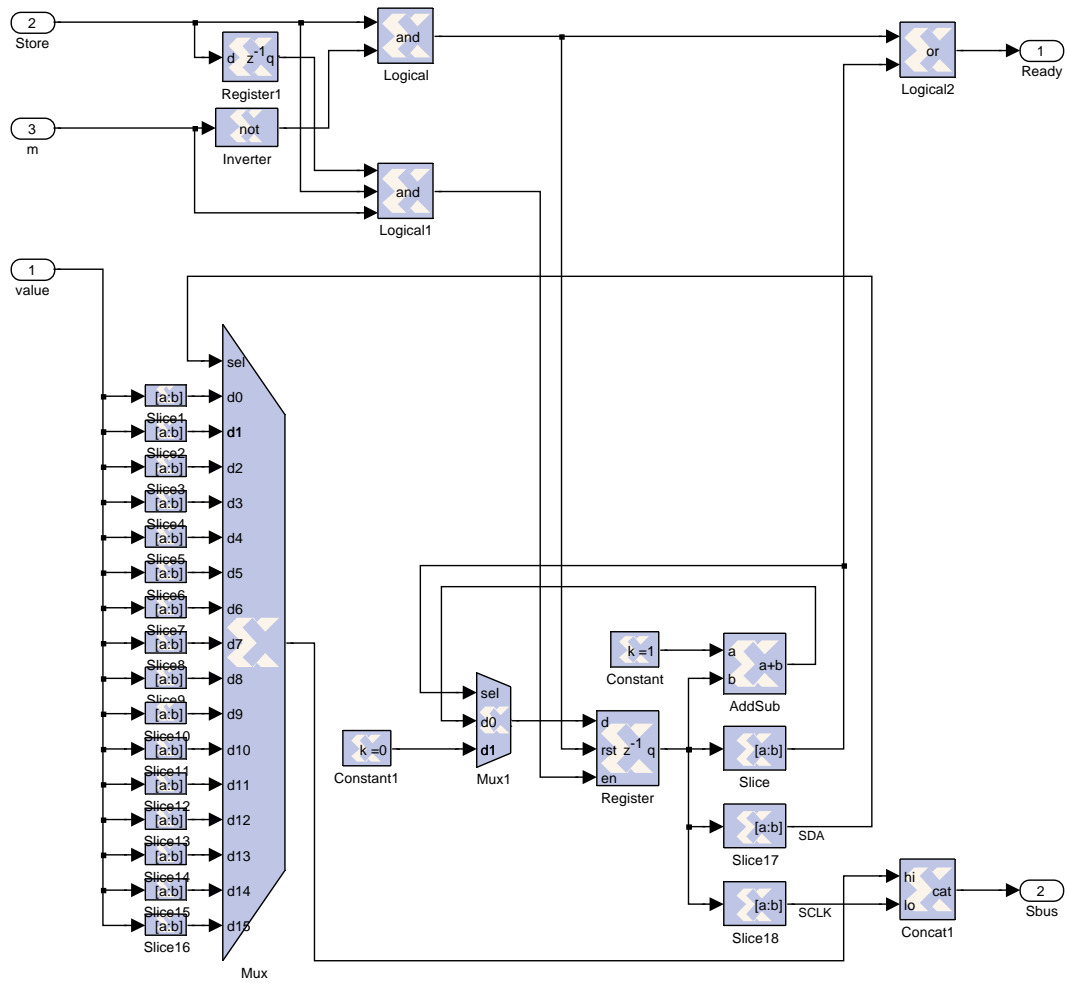 2
Store
d z-1 q
Register1
and
Logical
or
Logical2
1
Ready
3
m
not
Inverter
and
Logical1
1
value
sel
[a:b] d0
Slice1
[a:b] d1
Slice2
[a:b] d2
Slice3
[a:b] d3
Slice4
[a:b] d4
Slice5
[a:b] d5
Slice6
[a:b] d6
Slice7
[a:b] d7
Slice8
[a:b] d8
Slice9
[a:b] d9
Slice10
[a:b] d10
Slice11
[a:b] d11
Slice12
[a:b] d12
Slice13
[a:b] d13
Slice14
[a:b] d14
Slice15
[a:b] d15
Slice16
Mux
k =0
Constant1
sel
d0
d1
Mux1
k =1
Constant
d
rst z-1 q
en
Register
a
b
a+b
AddSub
[a:b]
Slice
[a:b]
SDA
Slice17
[a:b]
SCLK
Slice18
hi
lo
cat
Concat1
2
Sbus